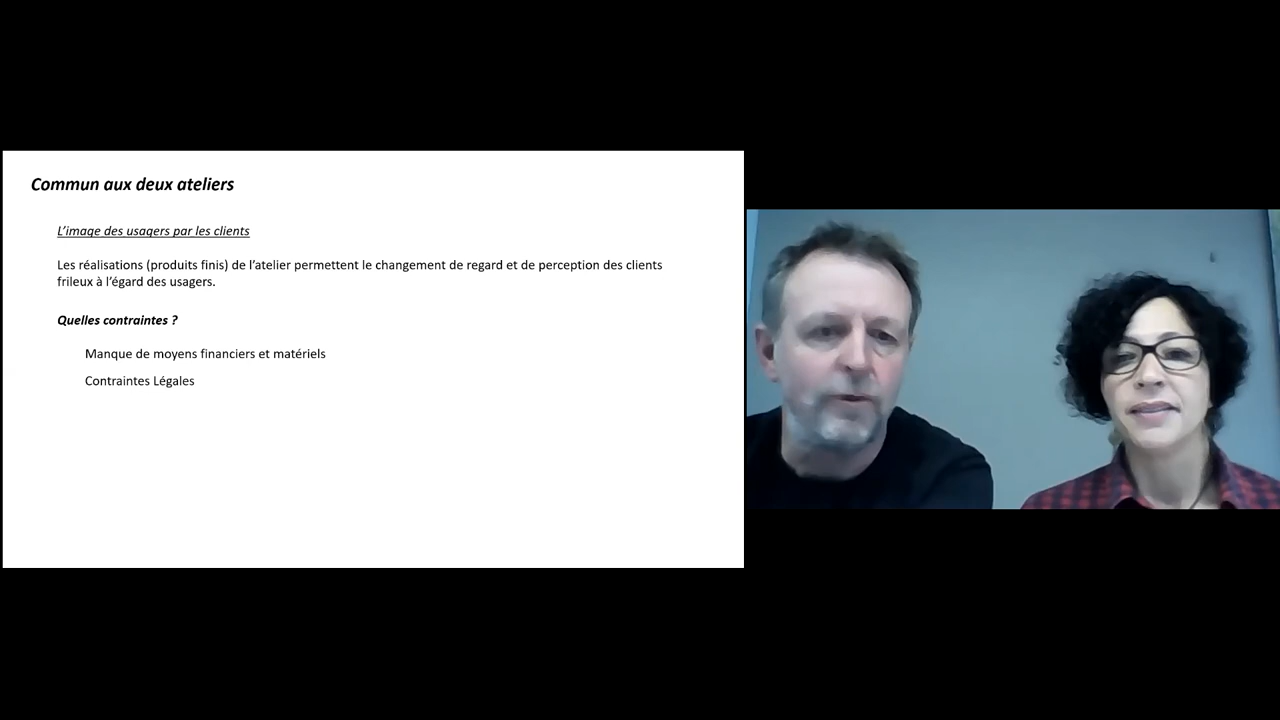 Commun aux deux ateliers
L'image des usagers par les clients
Les réalisations (produits finis) de l'atelier permettent le changement de regard et de perception des clients
frileux à l'égard des usagers.
Quelles contraintes ?
Manque de moyens financiers et matériels
Contraintes Légales